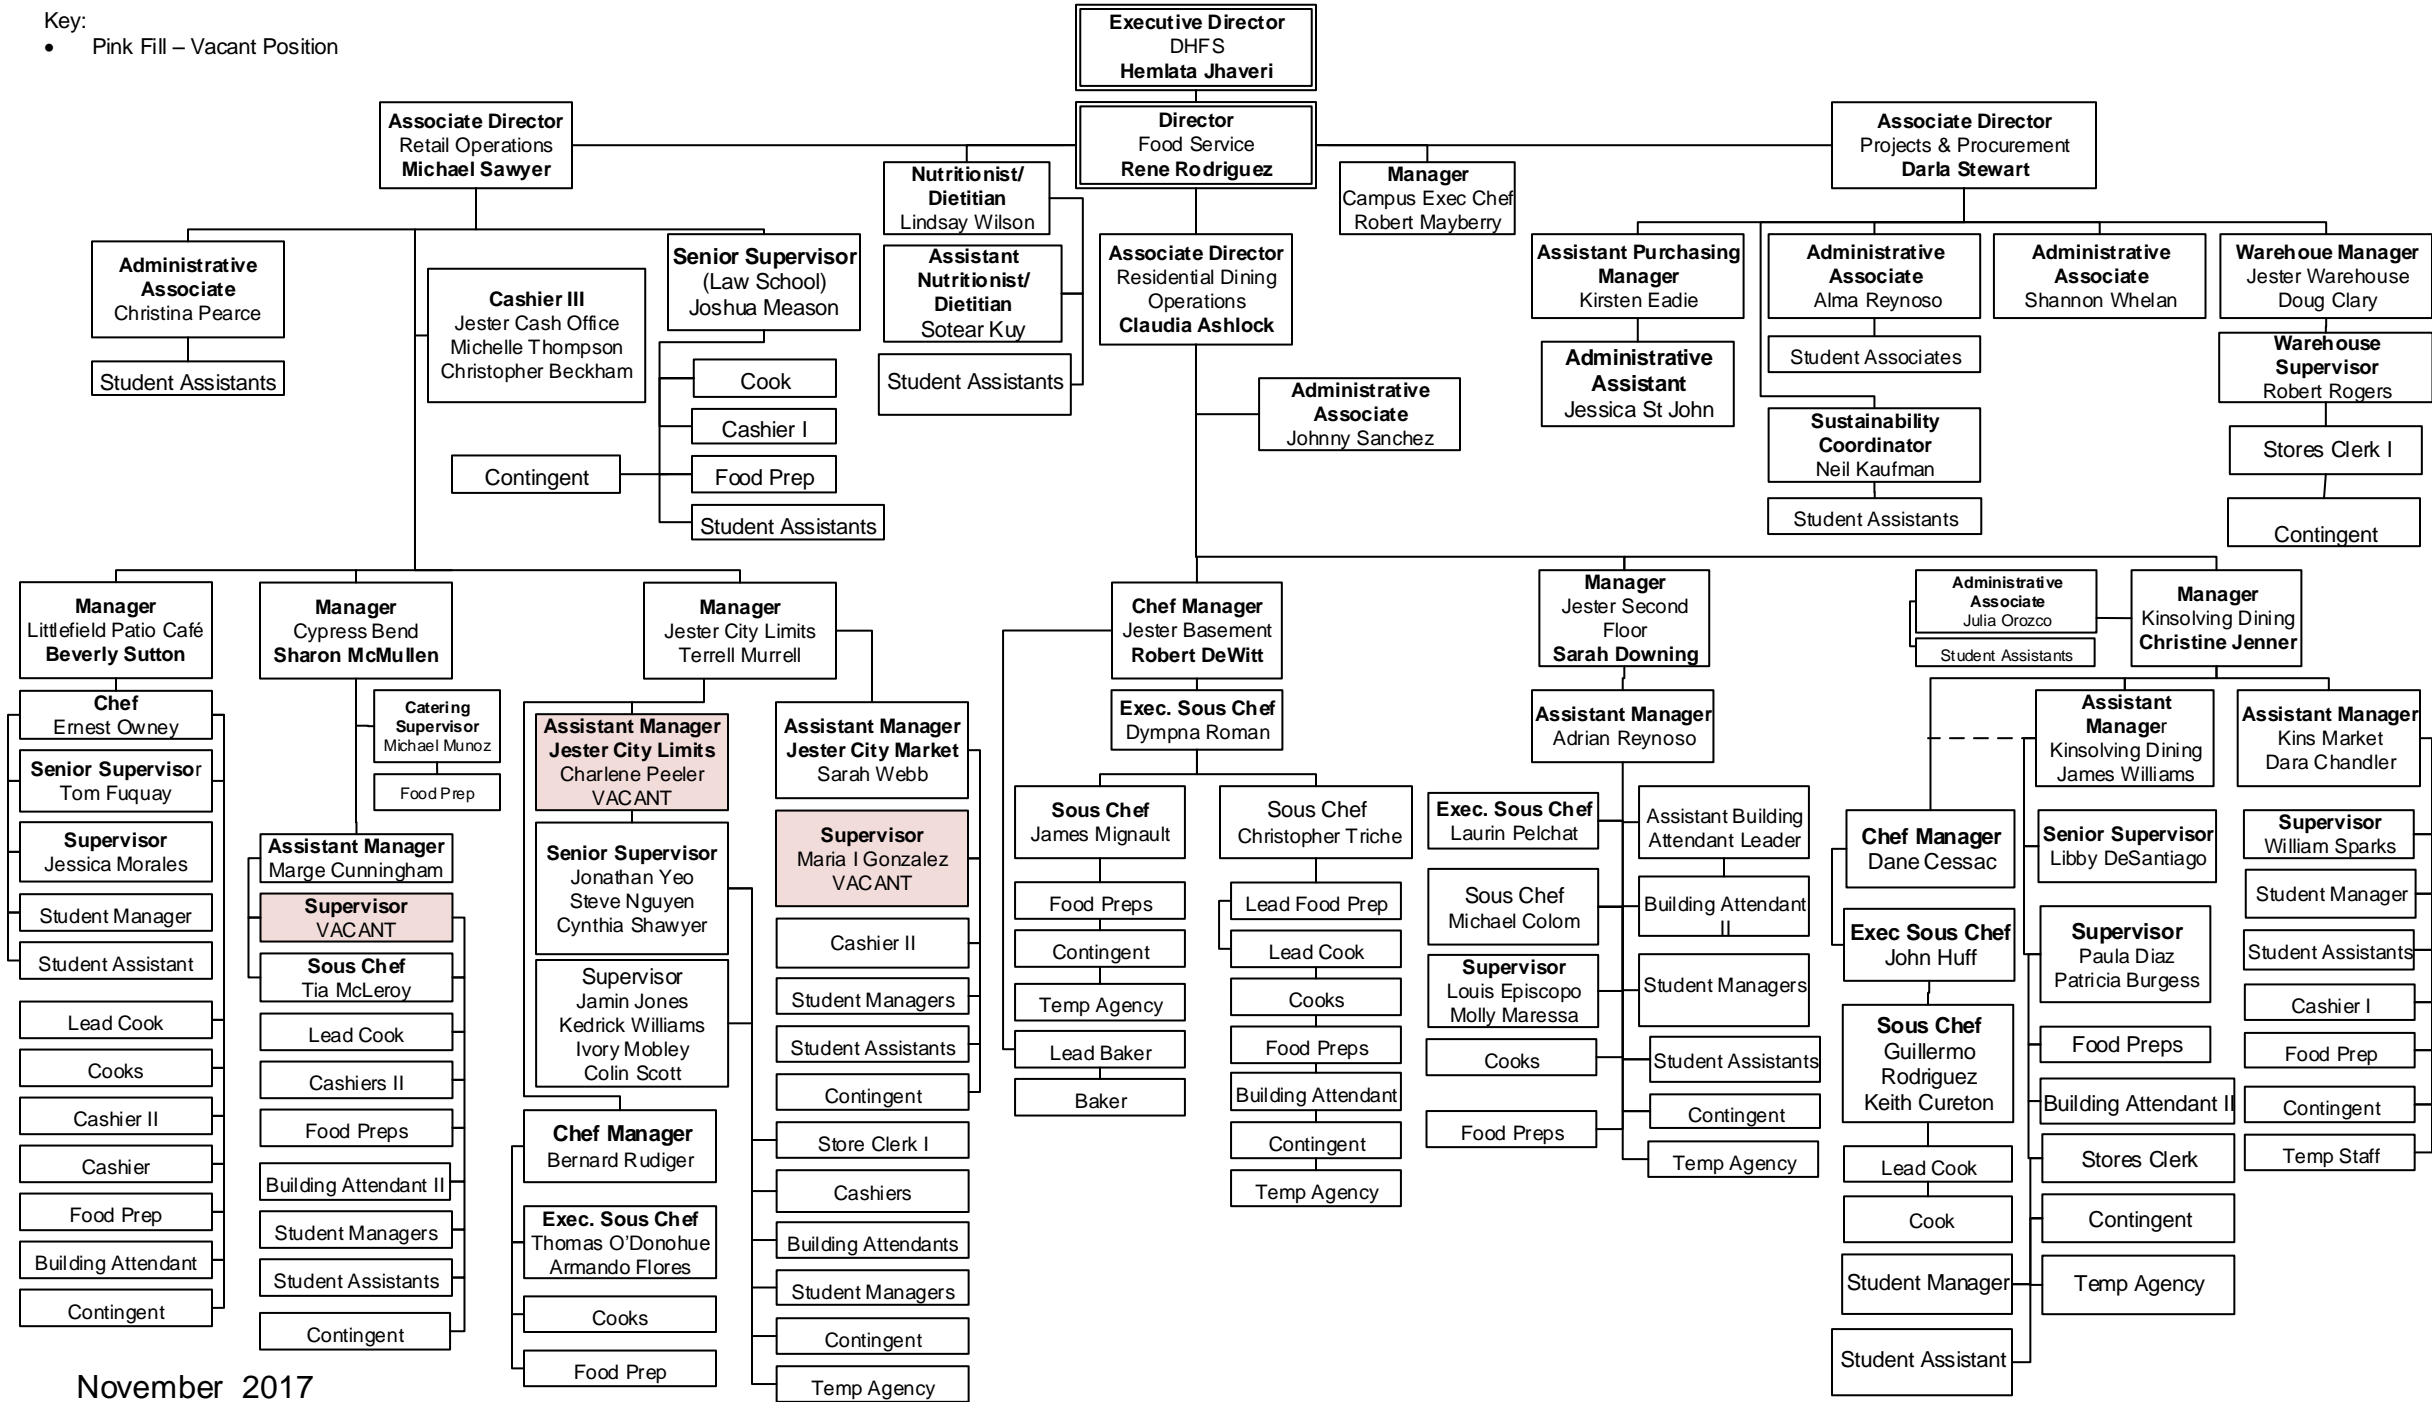 Key:
• Pink Fill – Vacant Position
Executive Director
DHFS
Hemlata Jhaveri
Director
Food Service
Rene Rodriguez
Associate Director
Retail Operations
Michael Sawyer
Associate Director
Projects & Procurement
Darla Stewart
Nutritionist/
Dietitian
Lindsay Wilson
Manager
Campus Exec Chef
Robert Mayberry
Administrative
Associate
Christina Pearce
Student Assistants
Cashier III
Jester Cash Office
Michelle Thompson
Christopher Beckham
Senior Supervisor
(Law School)
Joshua Meason
Cook
Cashier I
Contingent
Food Prep
Student Assistants
Assistant
Nutritionist/
Dietitian
Sotear Kuy
Student Assistants
Associate Director
Residential Dining
Operations
Claudia Ashlock
Administrative
Associate
Johnny Sanchez
Assistant Purchasing
Manager
Kirsten Eadie
Administrative
Assistant
Jessica St John
Administrative
Associate
Alma Reynoso
Student Associates
Sustainability
Coordinator
Neil Kaufman
Student Assistants
Administrative
Associate
Shannon Whelan
Warehoue Manager
Jester Warehouse
Doug Clary
Warehouse
Supervisor
Robert Rogers
Stores Clerk I
Contingent
Manager
Littlefield Patio Café
Beverly Sutton
Chef
Ernest Owney
Senior Supervisor
Tom Fuquay
Supervisor
Jessica Morales
Student Manager
Student Assistant
Lead Cook
Cooks
Cashier II
Cashier
Food Prep
Building Attendant
Contingent
Manager
Cypress Bend
Sharon McMullen
Catering
Supervisor
Michael Munoz
Food Prep
Assistant Manager
Marge Cunningham
Supervisor
VACANT
Sous Chef
Tia McLeroy
Lead Cook
Cashiers II
Food Preps
Building Attendant II
Student Managers
Student Assistants
Contingent
Manager
Jester City Limits
Terrell Murrell
Assistant Manager
Jester City Limits
Charlene Peeler
VACANT
Senior Supervisor
Jonathan Yeo
Steve Nguyen
Cynthia Shawyer
Supervisor
Jamin Jones
Kedrick Williams
Ivory Mobley
Colin Scott
Chef Manager
Bernard Rudiger
Exec. Sous Chef
Thomas O'Donohue
Armando Flores
Cooks
Food Prep
Assistant Manager
Jester City Market
Sarah Webb
Supervisor
Maria I Gonzalez
VACANT
Cashier II
Student Managers
Student Assistants
Contingent
Store Clerk I
Cashiers
Building Attendants
Student Managers
Contingent
Temp Agency
Chef Manager
Jester Basement
Robert DeWitt
Exec. Sous Chef
Dympna Roman
Sous Chef
James Mignault
Food Preps
Contingent
Temp Agency
Lead Baker
Baker
Sous Chef
Christopher Triche
Lead Food Prep
Lead Cook
Cooks
Food Preps
Building Attendant
Contingent
Temp Agency
Manager
Jester Second
Floor
Sarah Downing
Assistant Manager
Adrian Reynoso
Exec. Sous Chef
Laurin Pelchat
Sous Chef
Michael Colom
Supervisor
Louis Episcopo
Molly Maressa
Cooks
Food Preps
Assistant Building
Attendant Leader
Building Attendant
II
Student Managers
Student Assistants
Contingent
Temp Agency
Administrative
Associate
Julia Orozco
Student Assistants
Manager
Kinsolving Dining
Christine Jenner
Chef Manager
Dane Cessac
Exec Sous Chef
John Huff
Sous Chef
Guillermo
Rodriguez
Keith Cureton
Lead Cook
Cook
Student Manager
Student Assistant
Assistant
Manager
Kinsolving Dining
James Williams
Senior Supervisor
Libby DeSantiago
Supervisor
Paula Diaz
Patricia Burgess
Food Preps
Building Attendant II
Stores Clerk
Contingent
Temp Agency
Assistant Manager
Kins Market
Dara Chandler
Supervisor
William Sparks
Student Manager
Student Assistants
Cashier I
Food Prep
Contingent
Temp Staff
November 2017